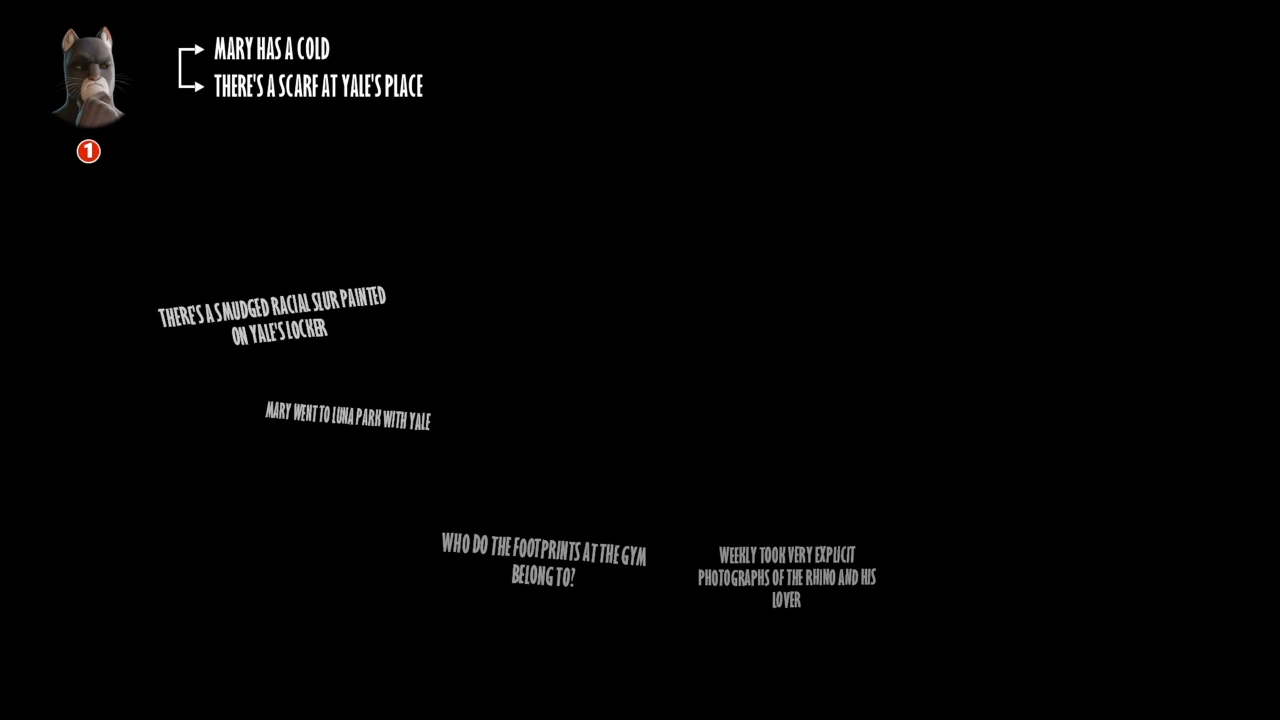 MARY HAS A COLD
THERE'S A SCARF AT YALE'S PLACE
1
THERE'S A SMUDGED RACIAL SLUR PAINTED
ON YALE'S LOCKER
MARY WENT TO LUNA PARK WITH YALE
WHO DO THE FOOTPRINTS AT THE GYM
BELONG TO?
WEEKLY TOOK VERY EXPLICIT
PHOTOGRAPHS OF THE RHINO AND HIS
LOVER